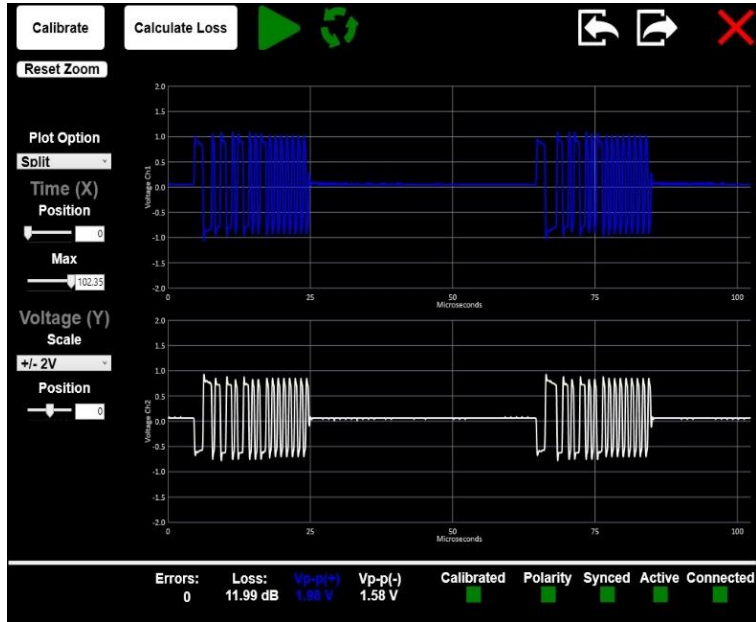 Calibrate
Calculate Loss
Reset Zoom
Plot Option
Split
Time (X)
Position
0
Max
102.35
Voltage (Y)
Scale
+/- 2V
Position
0
2.0
1.5
1.0
0.5
0.0
-0.5
-1.0
-1.5
-2.0
Voltage Ch1
0 25 50 75 100
Microseconds
2.0
1.5
1.0
0.5
0.0
-0.5
-1.0
-1.5
-2.0
Voltage Ch2
0 25 50 75 100
Microseconds
Errors: Loss: Vp-p(+) Vp-p(-) Calibrated Polarity Synced Active Connected
0 11.99 dB 1.98 V 1.58 V